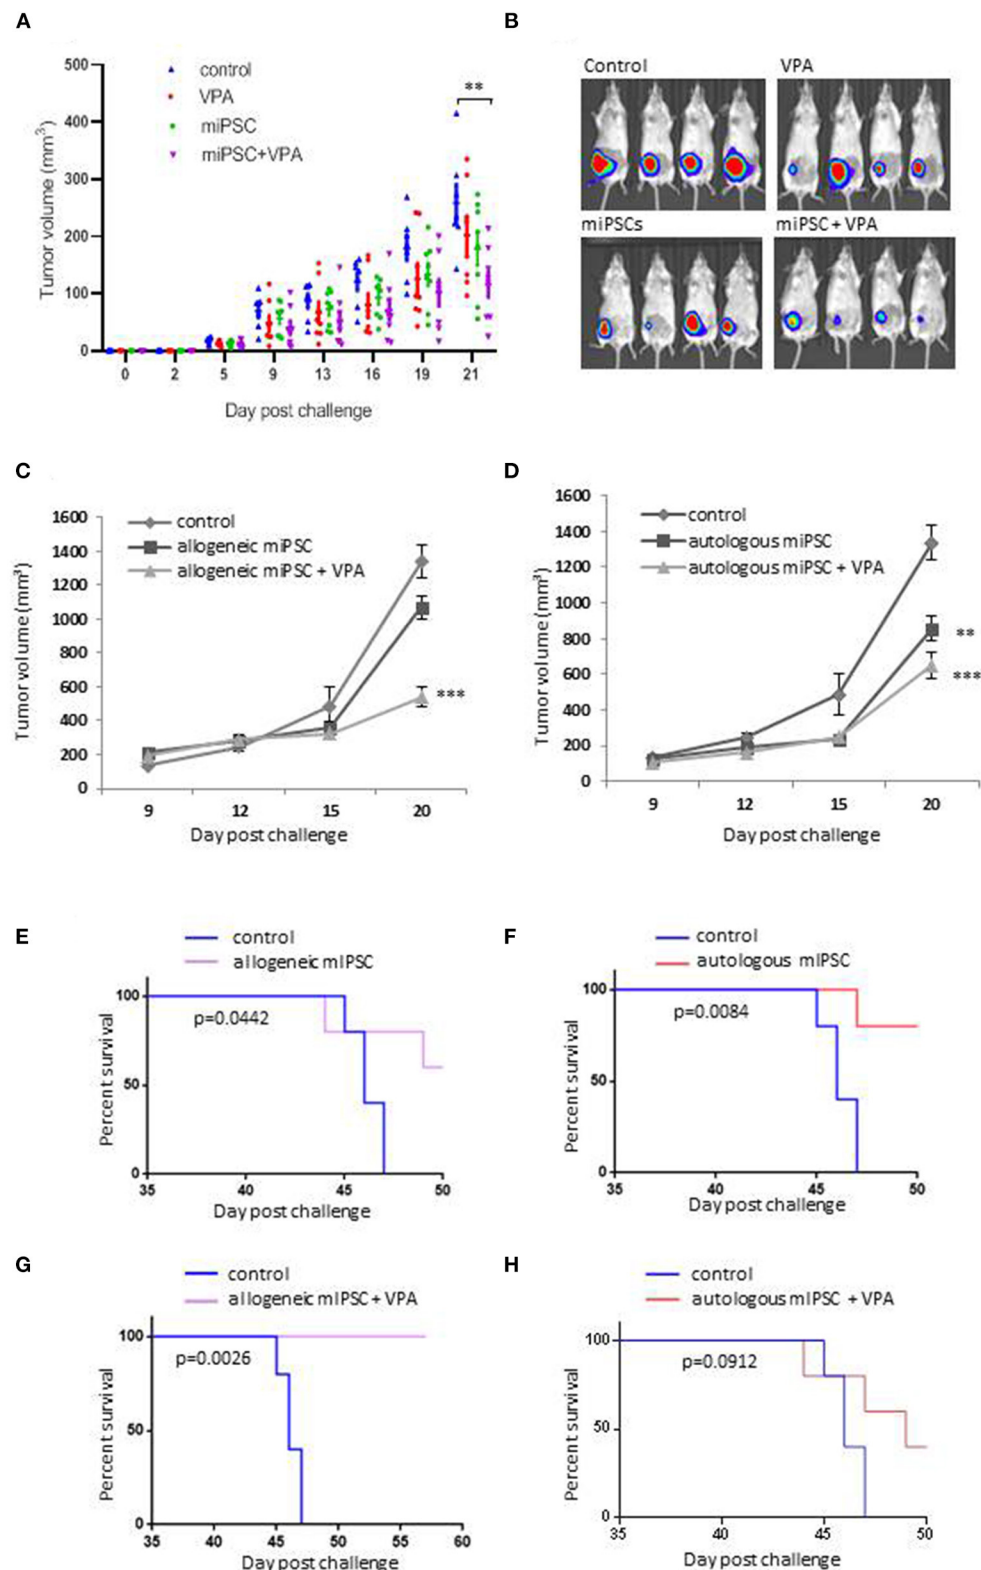 A
500
400
300
200
100
0
Tumor volume (mm³)
control
VPA
miPSC
miPSC+VPA
**
0 2 5 9 13 16 19 21
Day post challenge
B
Control
VPA
miPSCs
miPSC + VPA
C
1600
1400
1200
1000
800
600
400
200
0
Tumor volume (mm³)
control
allogeneic miPSC
allogeneic miPSC + VPA
***
9 12 15 20
Day post challenge
D
1600
1400
1200
1000
800
600
400
200
0
Tumor volume (mm³)
control
autologous miPSC
autologous miPSC + VPA
**
***
9 12 15 20
Day post challenge
E
control
allogeneic mIPSC
100
50
0
Percent survival
p=0.0442
35 40 45 50
Day post challenge
F
control
autologous mIPSC
100
50
0
Percent survival
p=0.0084
35 40 45 50
Day post challenge
G
control
allogeneic mIPSC + VPA
100
50
0
Percent survival
p=0.0026
35 40 45 50 55 60
Day post challenge
H
control
autologous mIPSC + VPA
100
50
0
Percent survival
p=0.0912
35 40 45 50
Day post challenge